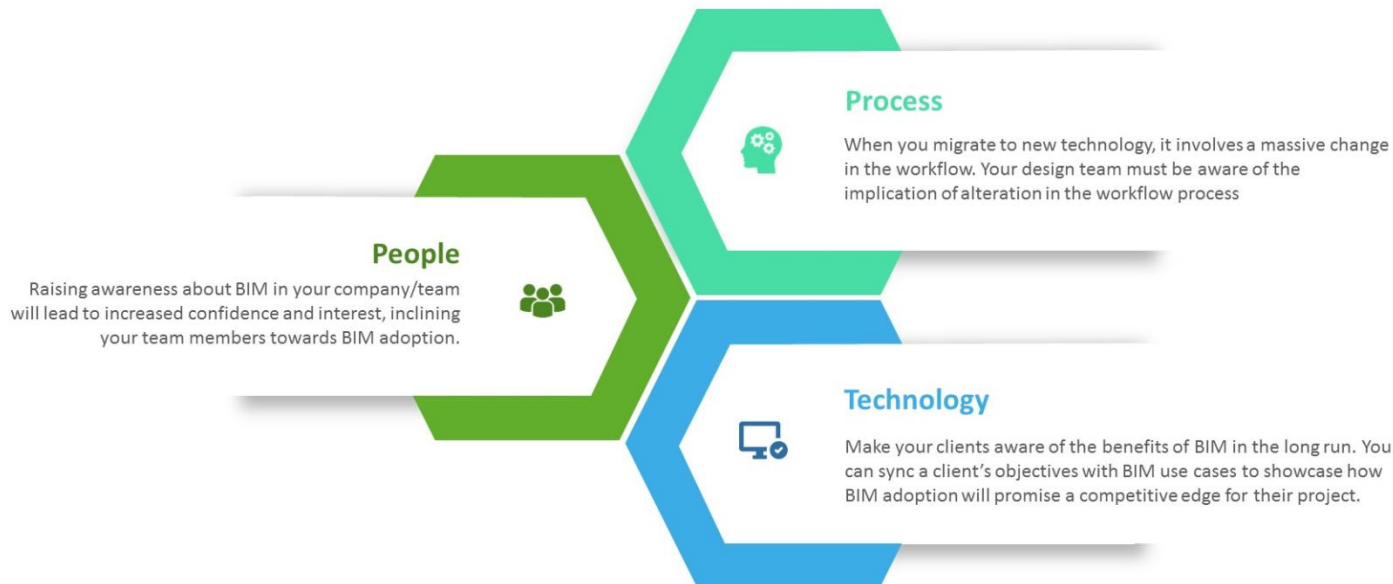 Process
When you migrate to new technology, it involves a massive change
in the workflow. Your design team must be aware of the
implication of alteration in the workflow process
People
Raising awareness about BIM in your company/team
will lead to increased confidence and interest, inclining
your team members towards BIM adoption.
Technology
Make your clients aware of the benefits of BIM in the long run. You
can sync a client's objectives with BIM use cases to showcase how
BIM adoption will promise a competitive edge for their project.